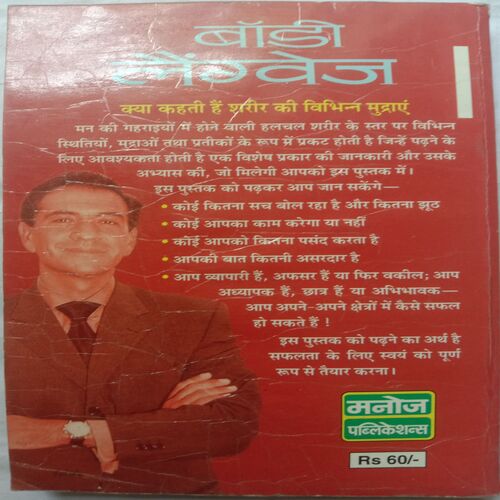 बॉडी
लैंग्वेज
क्या कहती हैं शरीर की विभिन्न मुद्राएं
मन की गहराइयों में होने वाली हलचल शरीर के स्तर पर विभिन्न
स्थितियों, मुद्राओं तथा प्रतीकों के रूप में प्रकट होती है जिन्हें पढ़ने के
लिए आवश्यकता होती है एक विशेष प्रकार की जानकारी और उसके
अभ्यास की, जो मिलेगी आपको इस पुस्तक में।
इस पुस्तक को पढ़कर आप जान सकेंगे—
• कोई कितना सच बोल रहा है और कितना झूठ
• कोई आपका काम करेगा या नहीं
• कोई आपको कितना पसंद करता है
• आपकी बात कितनी असरदार है
• आप व्यापारी हैं, अफसर हैं या फिर वकील; आप
अध्यापक हैं, छात्र हैं या अभिभावक—
आप अपने-अपने क्षेत्रों में कैसे सफल
हो सकते हैं !
इस पुस्तक को पढ़ने का अर्थ है
सफलता के लिए स्वयं को पूर्ण
रूप से तैयार करना।
मनोज
पब्लिकेशन्स
Rs 60/-